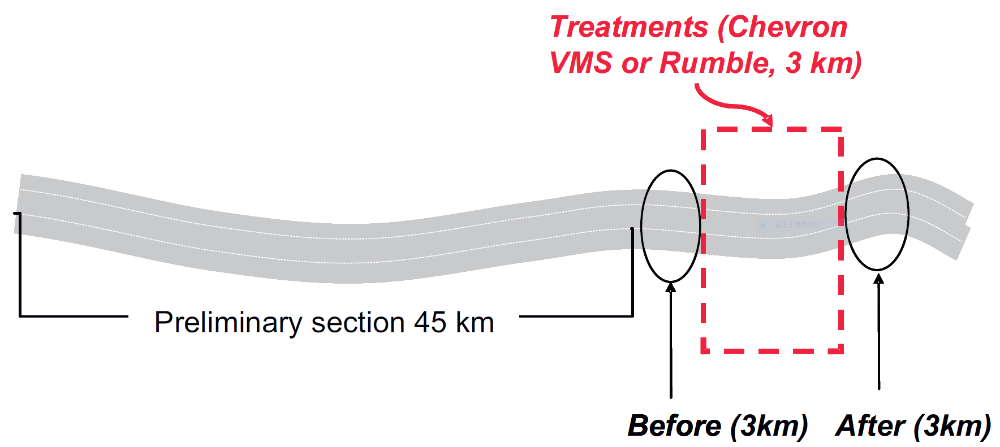 Treatments (Chevron
VMS or Rumble, 3 km)
Preliminary section 45 km
Before (3km)
After (3km)